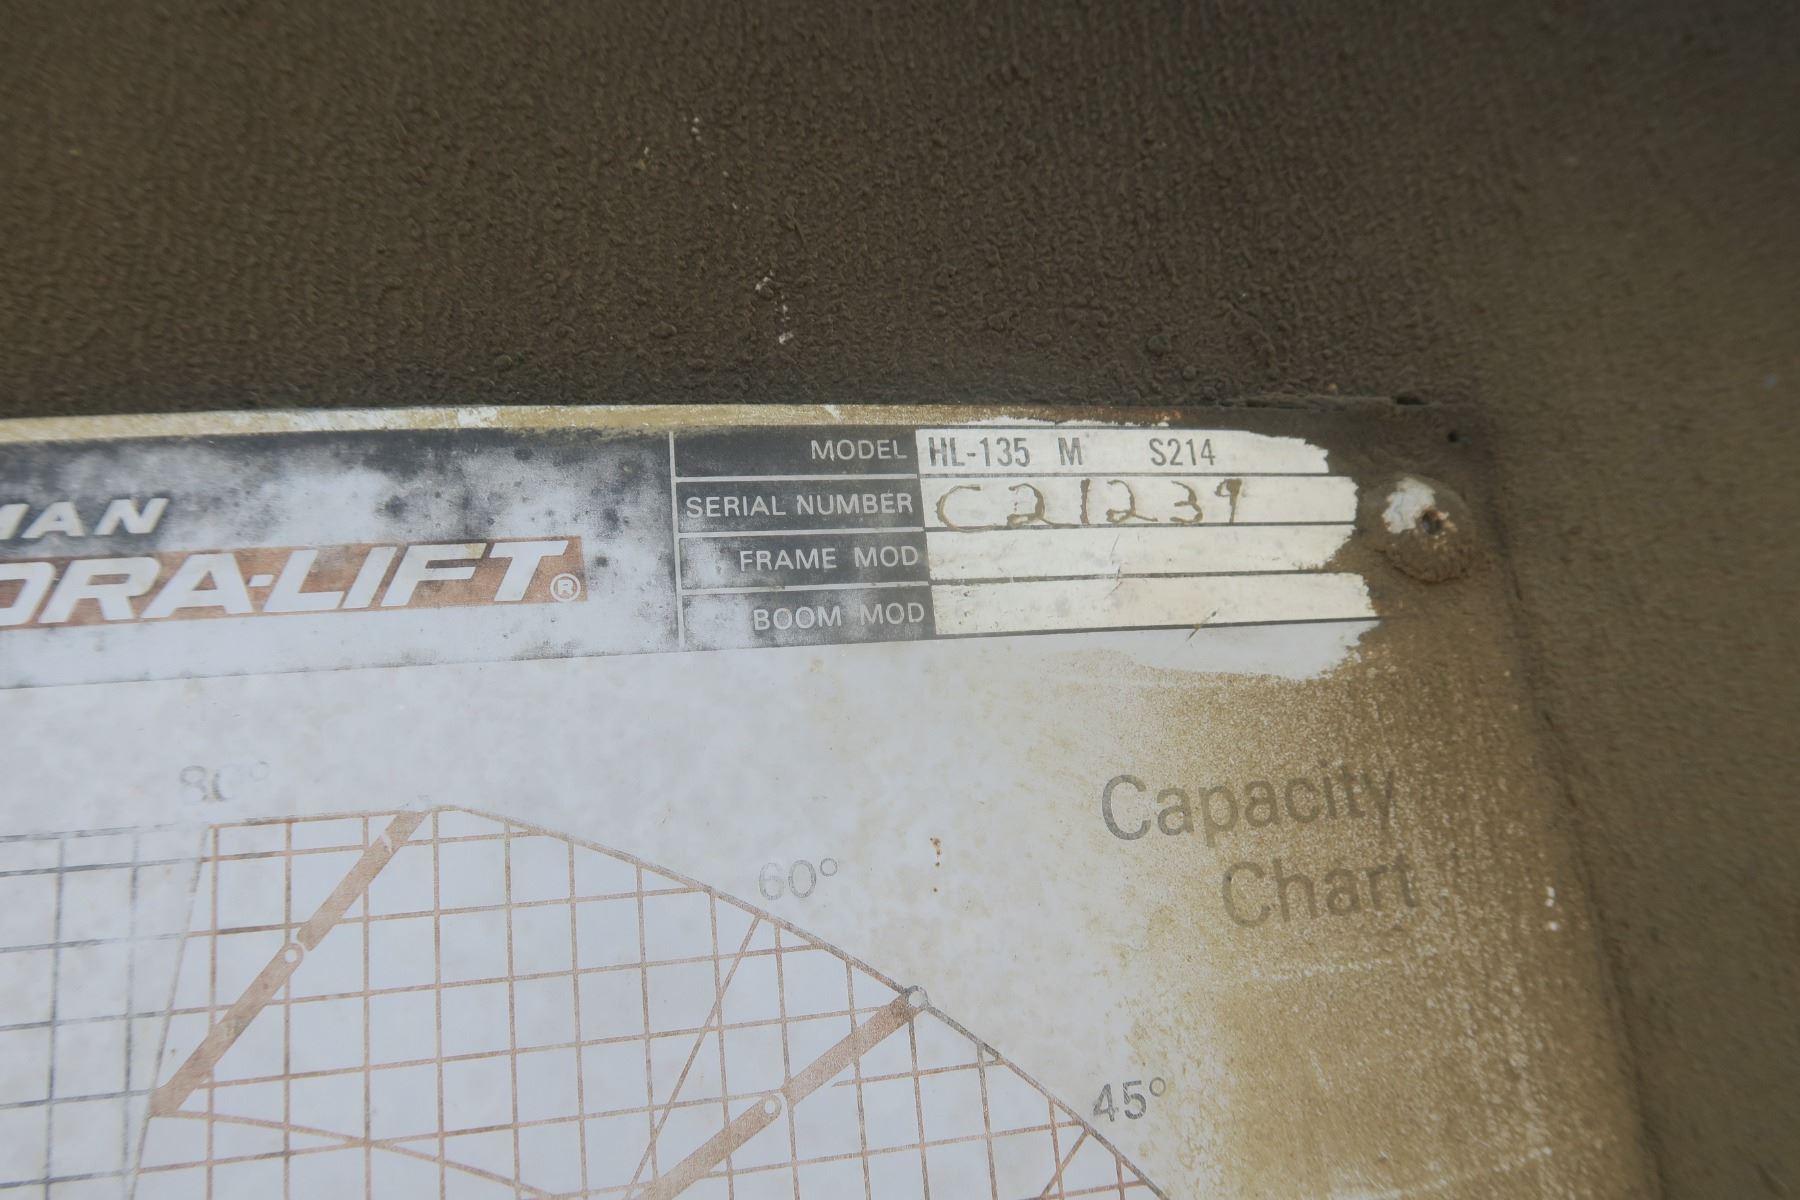 MODEL HL-135 M S214
SERIAL NUMBER C21239
FRAME MOD
BOOM MOD
MAN
DRA-LIFT®
80°
60°
45°
Capacity
Chart